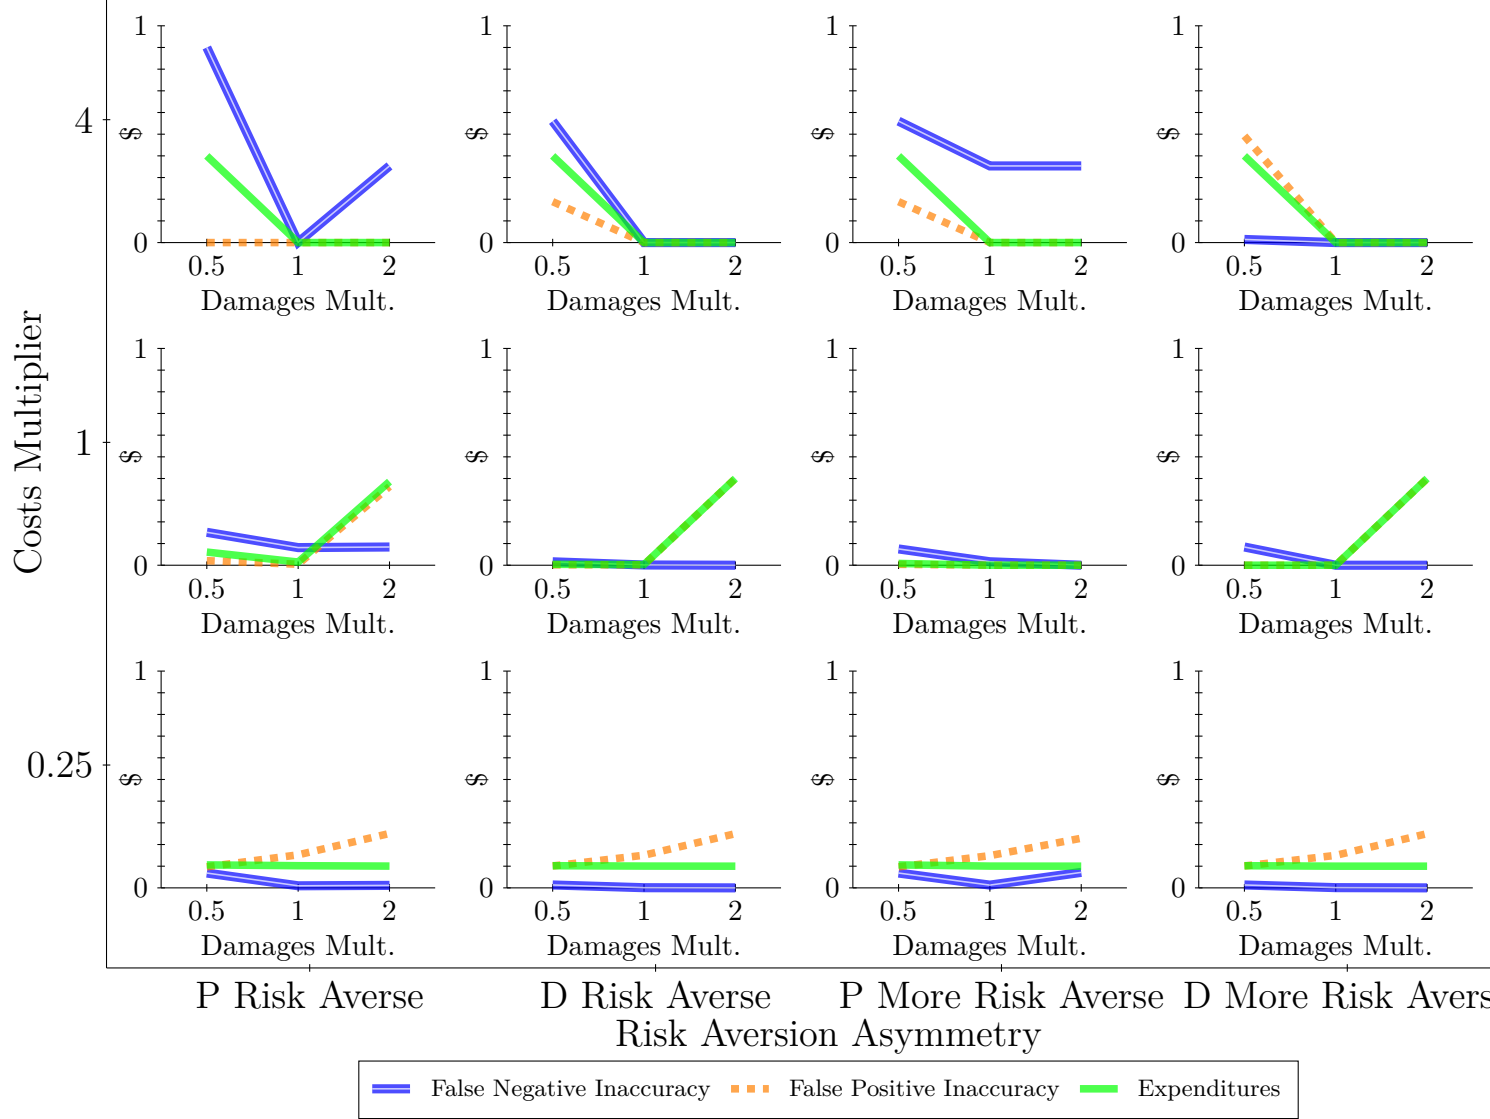 1
$
0
0.5 1 2
Damages Mult.
1
$
0
0.5 1 2
Damages Mult.
1
$
0
0.5 1 2
Damages Mult.
1
$
0
0.5 1 2
Damages Mult.
4
1
$
0
0.5 1 2
Damages Mult.
1
$
0
0.5 1 2
Damages Mult.
1
$
0
0.5 1 2
Damages Mult.
1
$
0
0.5 1 2
Damages Mult.
1
Costs Multiplier
1
$
0
0.5 1 2
Damages Mult.
1
$
0
0.5 1 2
Damages Mult.
1
$
0
0.5 1 2
Damages Mult.
1
$
0
0.5 1 2
Damages Mult.
0.25
P Risk Averse D Risk Averse P More Risk Averse D More Risk Avers
Risk Aversion Asymmetry
False Negative Inaccuracy False Positive Inaccuracy Expenditures